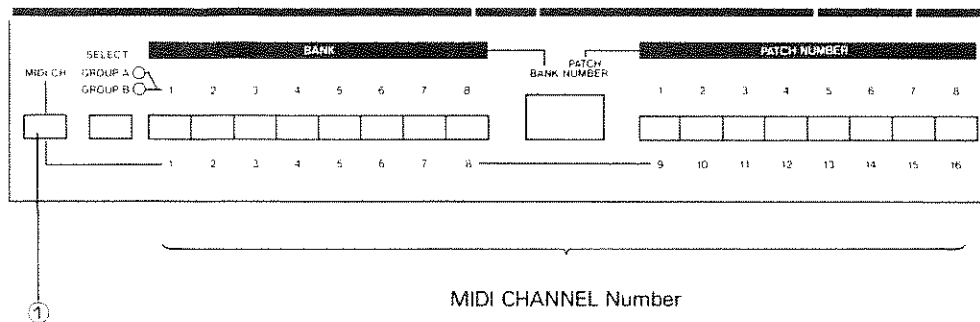 SELECT
BANK
PATCH NUMBER
MIDI CH
GROUP A
PATCH
BANK NUMBER
GROUP B
1 2 3 4 5 6 7 8
1 2 3 4 5 6 7 8
1 2 3 4 5 6 7 8
9 10 11 12 13 14 15 16
MIDI CHANNEL Number
1